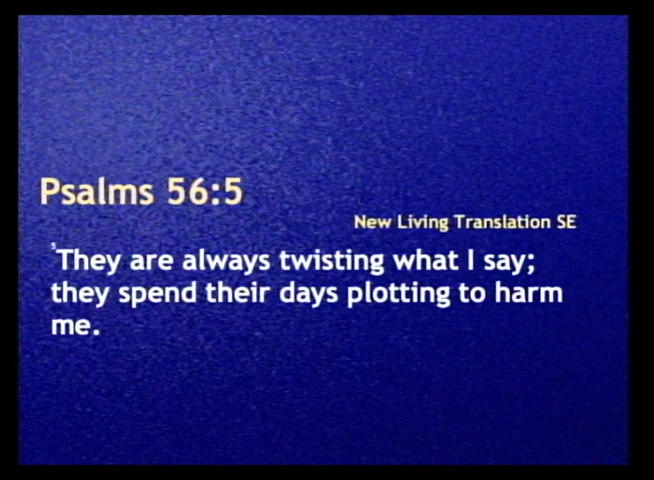 Psalms 56:5
New Living Translation SE
5They are always twisting what I say;
they spend their days plotting to harm
me.